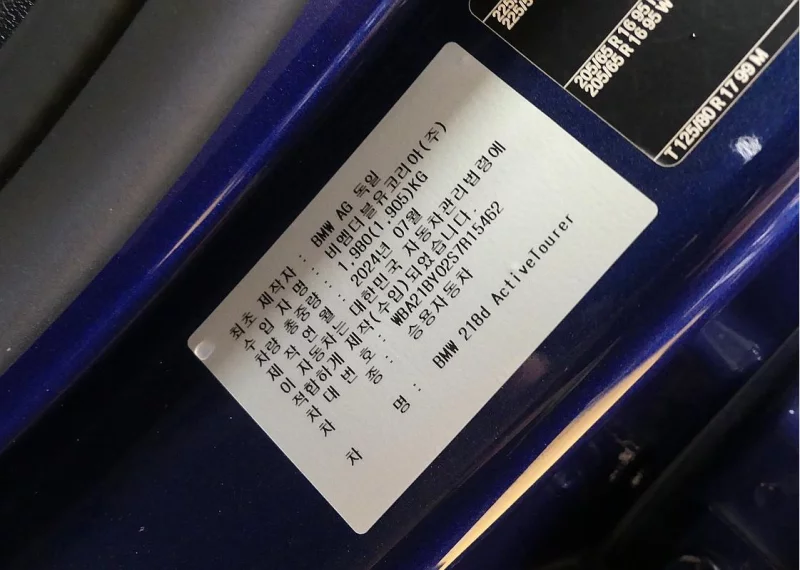 225/5
205/65 R 16 95
205/65 R 16 95 W
T 125/80 R 17 99 M
최초 제작자 : BMW AG 독일
수 입 자 명 : 비엠더블유코리아(주)
차량 총중량 : 1,980(1,905)KG
제 작 연 월 : 2024년 07월
이 자동차는 대한민국 자동차관리법령에
적합하게 제작(수입)되었습니다.
차 대 번 호 : WBA21BY02S7R15462
차 종 : 승용자동차
차 명 : BMW 218d ActiveTourer